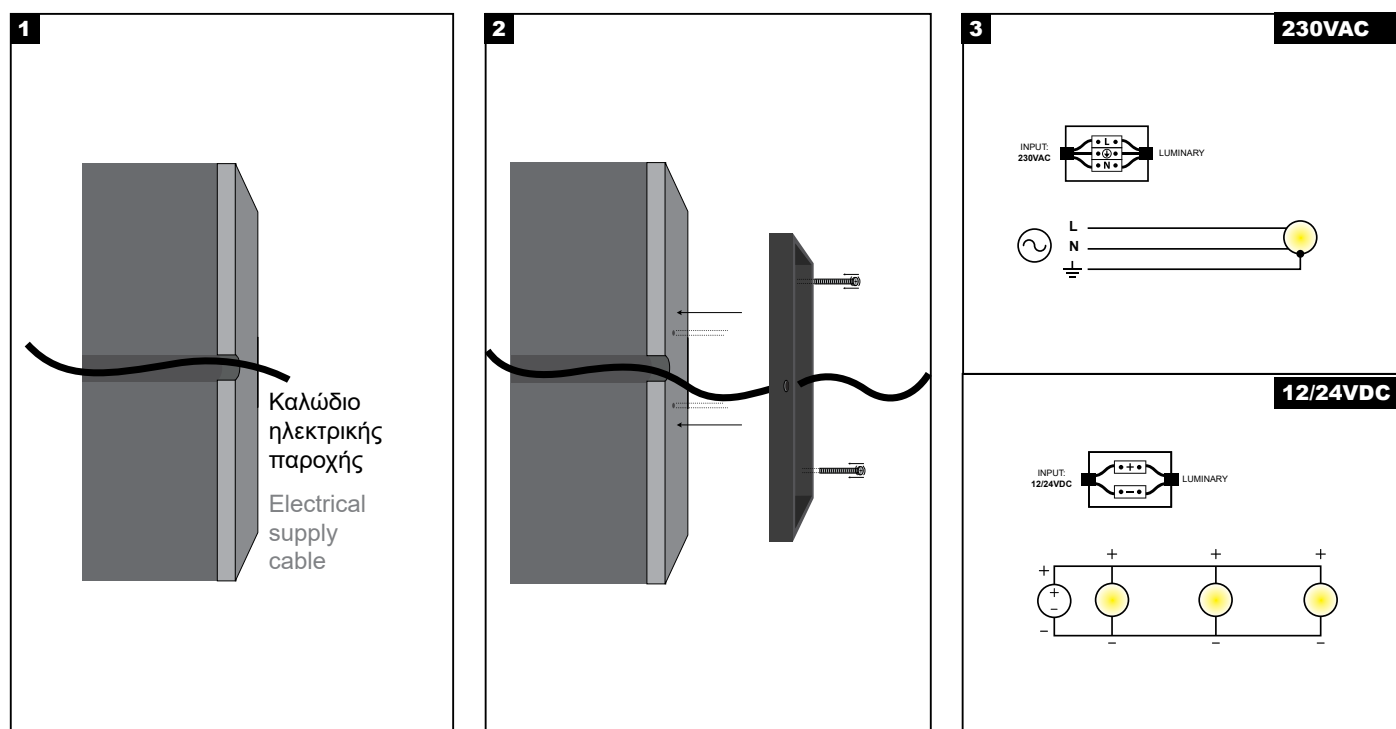 1
Καλώδιο
ηλεκτρικής
παροχής
Electrical
supply
cable
2
3
230VAC
INPUT:
230VAC
L
N
LUMINARY
L
N
12/24VDC
INPUT:
12/24VDC
+
−
LUMINARY
+ + +
+
+
−
−
− − −